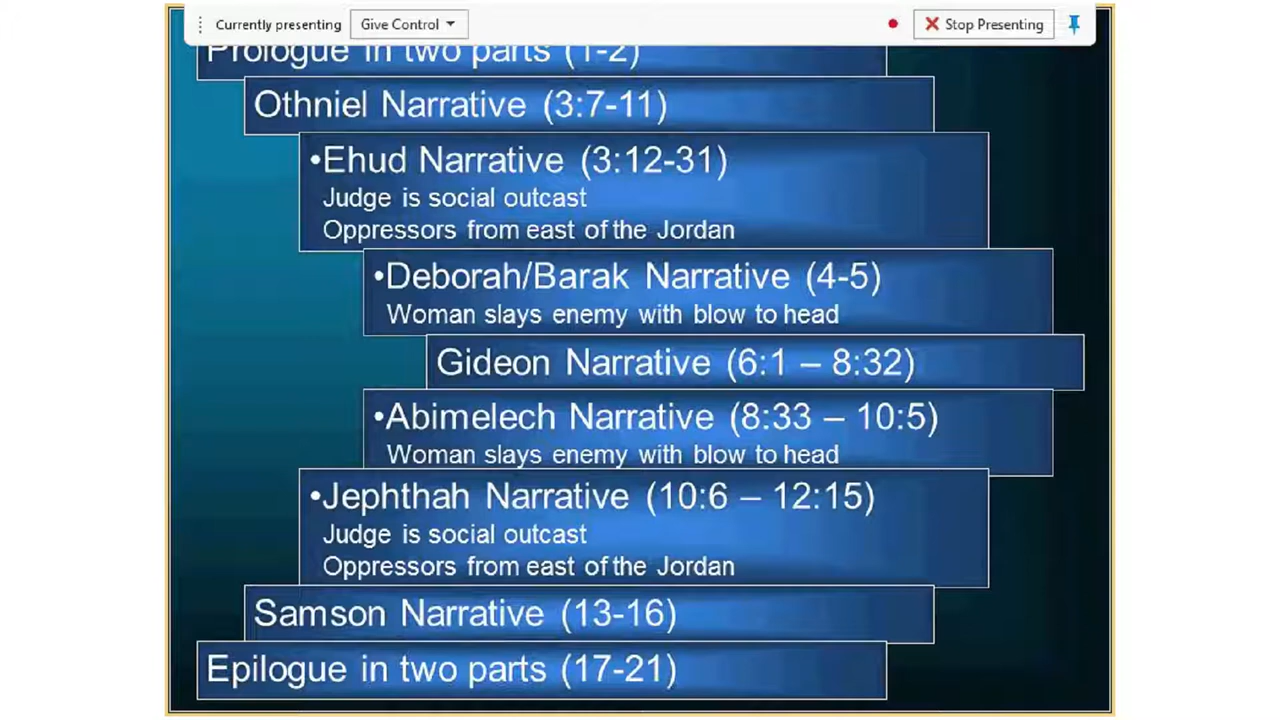 Currently presenting Give Control Stop Presenting
Prologue in two parts (1-2)
Othniel Narrative (3:7-11)
•Ehud Narrative (3:12-31)
Judge is social outcast
Oppressors from east of the Jordan
•Deborah/Barak Narrative (4-5)
Woman slays enemy with blow to head
Gideon Narrative (6:1 – 8:32)
•Abimelech Narrative (8:33 – 10:5)
Woman slays enemy with blow to head
•Jephthah Narrative (10:6 – 12:15)
Judge is social outcast
Oppressors from east of the Jordan
Samson Narrative (13-16)
Epilogue in two parts (17-21)